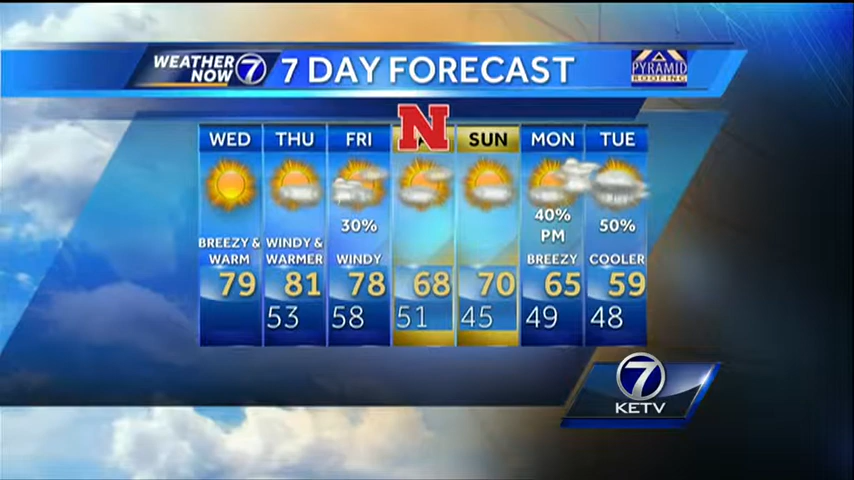 WEATHER NOW 7
7 DAY FORECAST
PYRAMID
ROOFING
N
WED THU FRI SUN MON TUE
30% 40% PM 50%
BREEZY & WARM WINDY & WARMER WINDY BREEZY COOLER
79 81 78 68 70 65 59
53 58 51 45 49 48
7
KETV